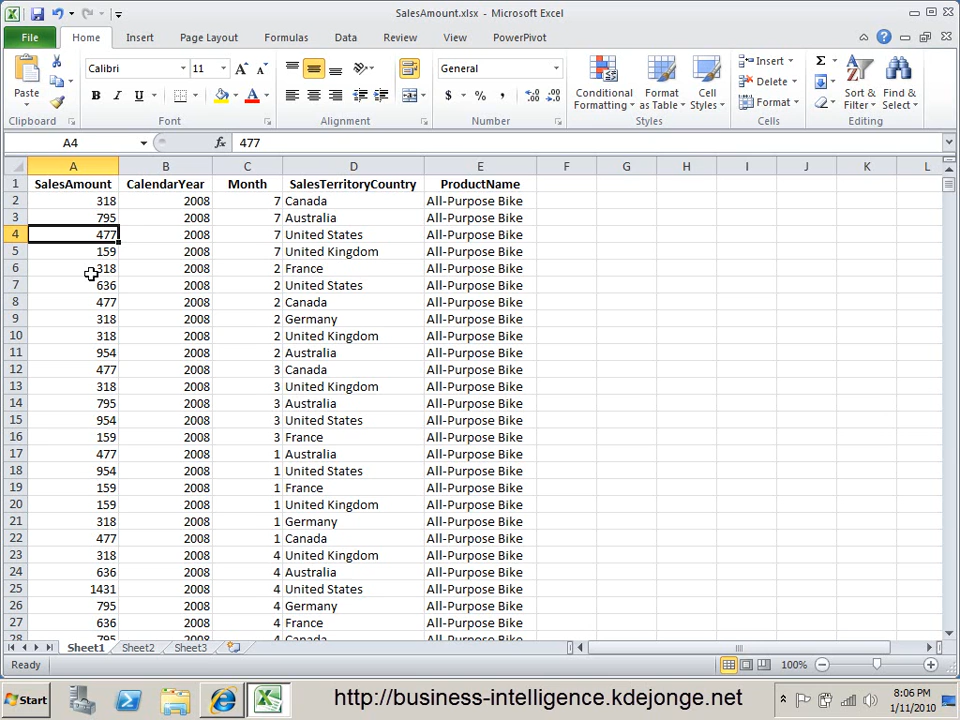 SalesAmount.xlsx - Microsoft Excel
File Home Insert Page Layout Formulas Data Review View PowerPivot
Calibri 11 General Insert Σ
Delete
Paste B I U $ % , Conditional Format Cell Format Sort & Find &
Formatting as Table Styles Filter Select
Clipboard Font Alignment Number Styles Cells Editing
A4 fx 477
A B C D E F G H I J K L
1 SalesAmount CalendarYear Month SalesTerritoryCountry ProductName
2 318 2008 7 Canada All-Purpose Bike
3 795 2008 7 Australia All-Purpose Bike
4 477 2008 7 United States All-Purpose Bike
5 159 2008 7 United Kingdom All-Purpose Bike
6 318 2008 2 France All-Purpose Bike
7 636 2008 2 United States All-Purpose Bike
8 477 2008 2 Canada All-Purpose Bike
9 318 2008 2 Germany All-Purpose Bike
10 318 2008 2 United Kingdom All-Purpose Bike
11 954 2008 2 Australia All-Purpose Bike
12 477 2008 3 Canada All-Purpose Bike
13 318 2008 3 United Kingdom All-Purpose Bike
14 795 2008 3 Australia All-Purpose Bike
15 954 2008 3 United States All-Purpose Bike
16 159 2008 3 France All-Purpose Bike
17 477 2008 1 Australia All-Purpose Bike
18 954 2008 1 United States All-Purpose Bike
19 159 2008 1 France All-Purpose Bike
20 159 2008 1 United Kingdom All-Purpose Bike
21 318 2008 1 Germany All-Purpose Bike
22 477 2008 1 Canada All-Purpose Bike
23 318 2008 4 United Kingdom All-Purpose Bike
24 636 2008 4 Australia All-Purpose Bike
25 1431 2008 4 United States All-Purpose Bike
26 795 2008 4 Germany All-Purpose Bike
27 636 2008 4 France All-Purpose Bike
28 795 2008 4 Canada All-Purpose Bike
Sheet1 Sheet2 Sheet3
Ready 100%
Start http://business-intelligence.kdejonge.net 8:06 PM
1/11/2010